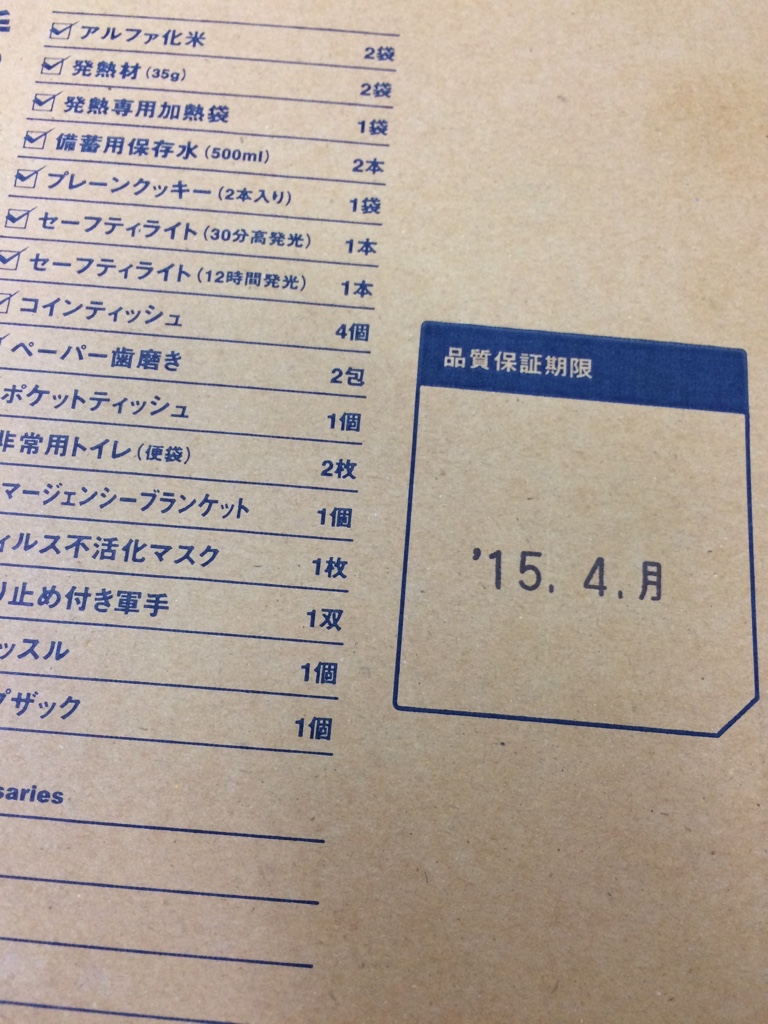 アルファ化米 2袋
発熱材(35g) 2袋
発熱専用加熱袋 1袋
備蓄用保存水(500ml) 2本
プレーンクッキー(2本入り) 1袋
セーフティライト(30分高発光) 1本
セーフティライト(12時間発光) 1本
コインティッシュ 4個
ペーパー歯磨き 2包
ポケットティッシュ 1個
非常用トイレ(便袋) 2枚
マージェンシーブランケット 1個
ィルス不活化マスク 1枚
り止め付き軍手 1双
ッスル 1個
プザック 1個
saries
品質保証期限
'15. 4.月